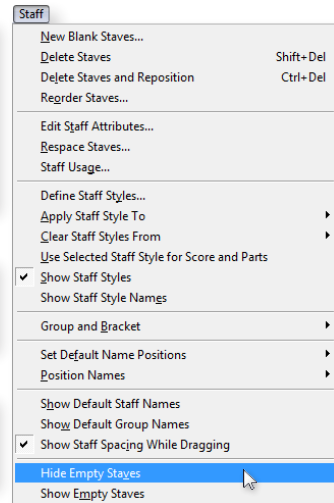 Staff
New Blank Staves...
Delete Staves Shift+Del
Delete Staves and Reposition Ctrl+Del
Reorder Staves...
Edit Staff Attributes...
Respace Staves...
Staff Usage...
Define Staff Styles...
Apply Staff Style To
Clear Staff Styles From
Use Selected Staff Style for Score and Parts
Show Staff Styles
Show Staff Style Names
Group and Bracket
Set Default Name Positions
Position Names
Show Default Staff Names
Show Default Group Names
Show Staff Spacing While Dragging
Hide Empty Staves
Show Empty Staves